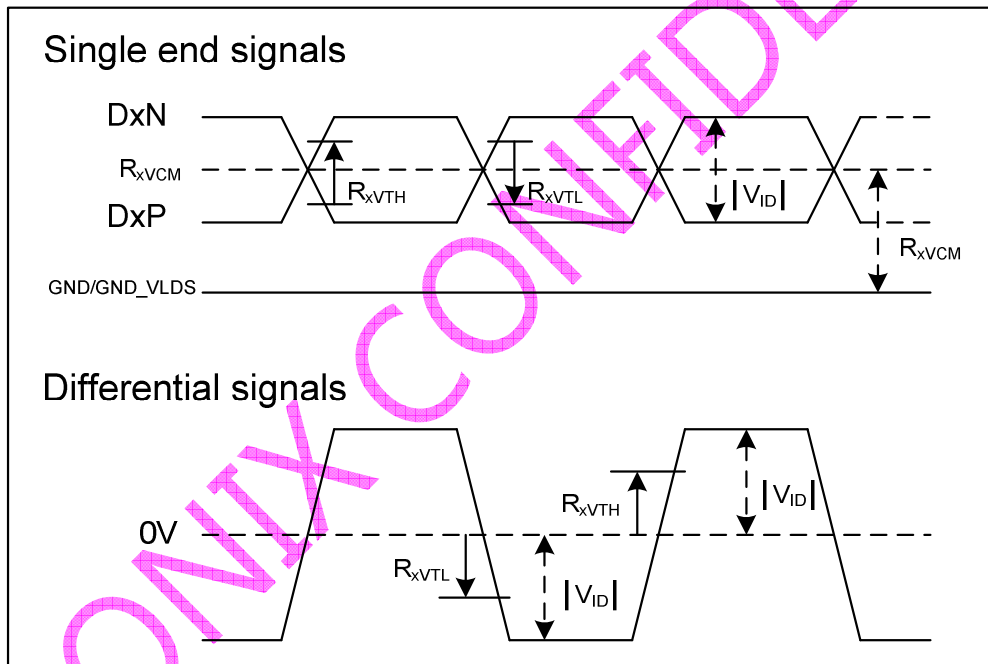 Single end signals
DxN
RxVCM
DxP
RxVTH
RxVTL
|VID|
RxVCM
GND/GND_VLDS
Differential signals
0V
RxVTL
|VID|
RxVTH
|VID|
ONIX CONFIDE